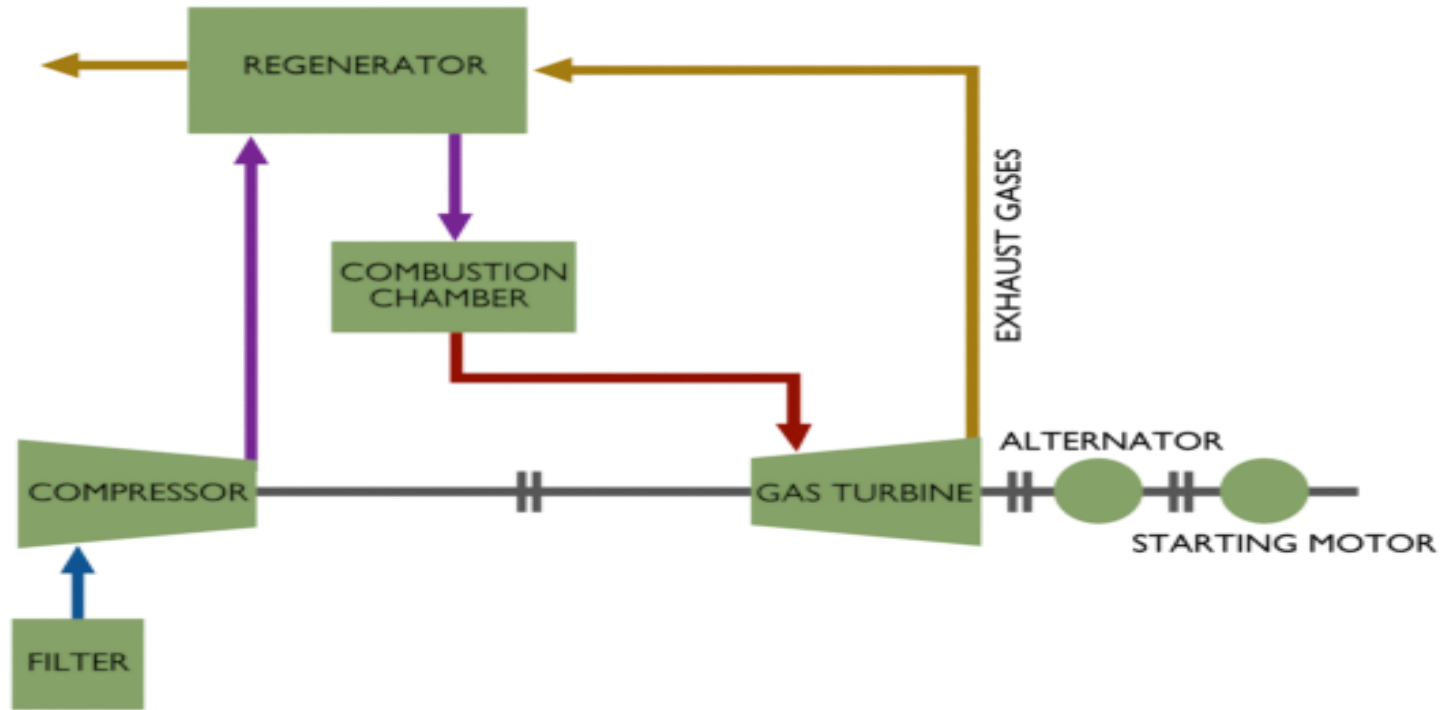 REGENERATOR
EXHAUST GASES
COMBUSTION
CHAMBER
ALTERNATOR
COMPRESSOR
GAS TURBINE
STARTING MOTOR
FILTER